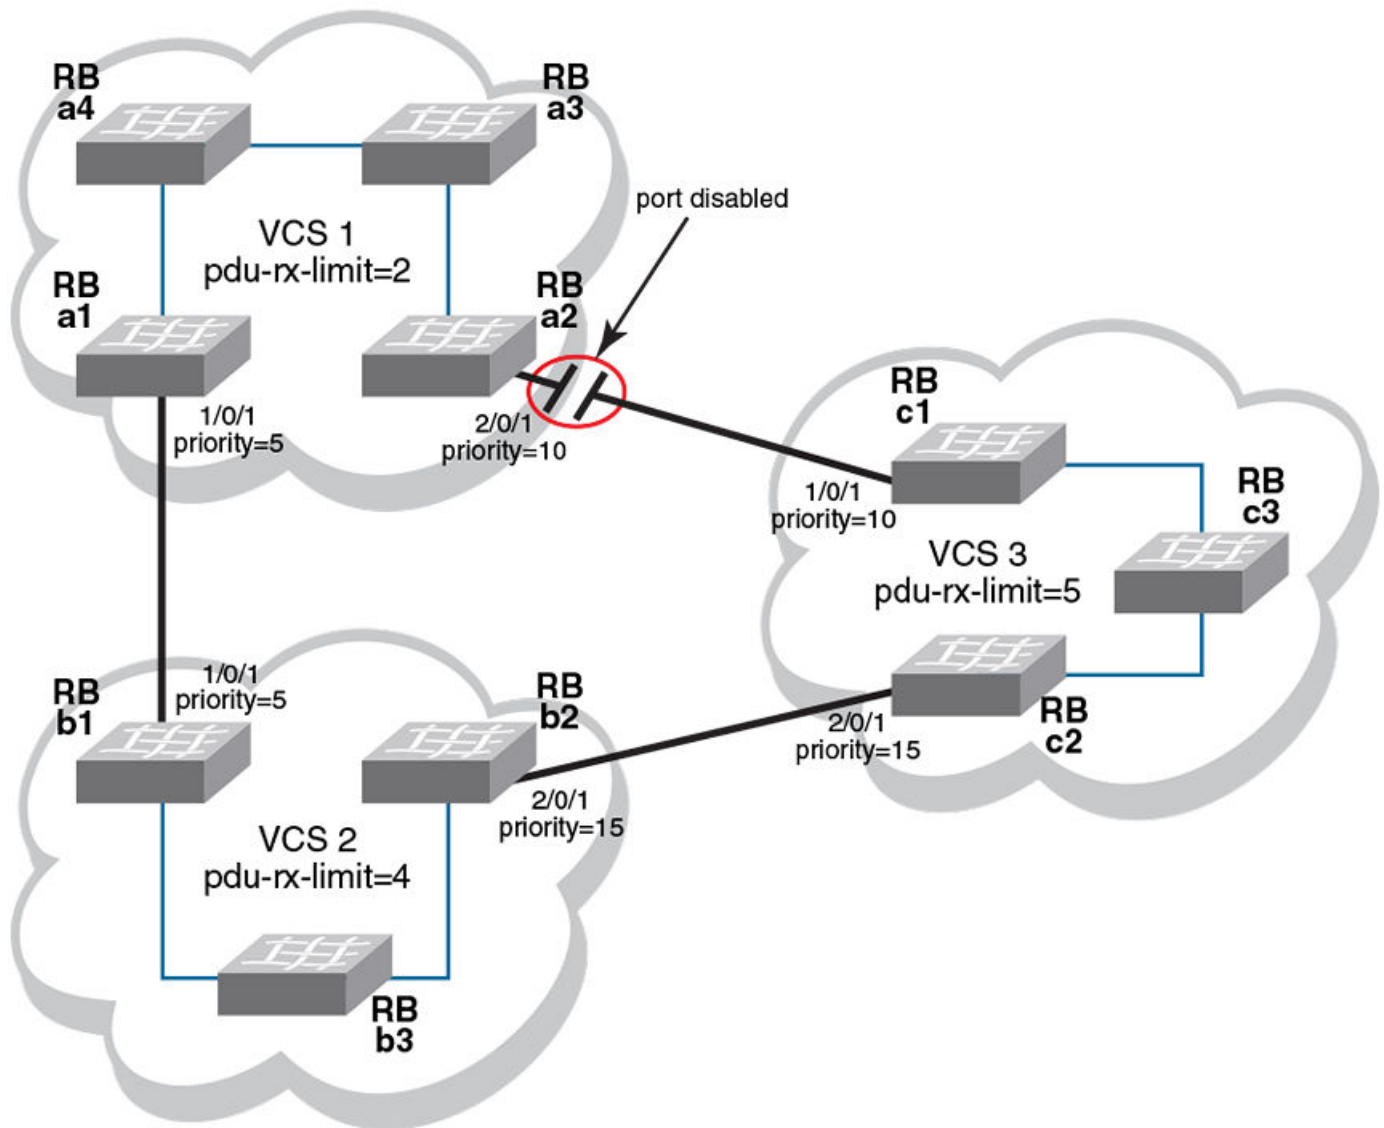 RB
a4
RB
a3
port disabled
VCS 1
pdu-rx-limit=2
RB
a1
RB
a2
1/0/1
priority=5
2/0/1
priority=10
RB
c1
1/0/1
priority=10
RB
c3
VCS 3
pdu-rx-limit=5
RB
c2
2/0/1
priority=15
1/0/1
priority=5
RB
b1
RB
b2
2/0/1
priority=15
VCS 2
pdu-rx-limit=4
RB
b3